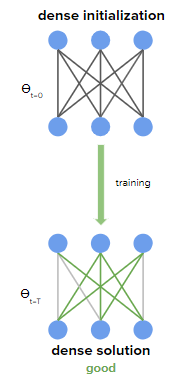 dense initialization
Θt=0
training
Θt=T
dense solution
good